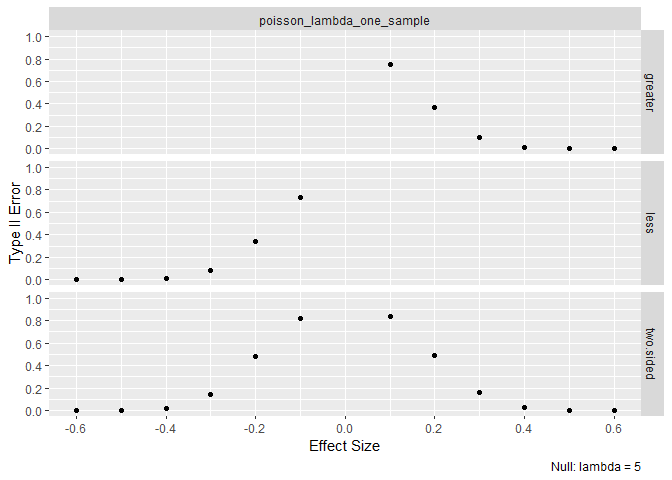 poisson_lambda_one_sample
1.0
0.8
0.6
0.4
0.2
0.0
greater
1.0
0.8
0.6
0.4
0.2
0.0
less
1.0
0.8
0.6
0.4
0.2
0.0
two.sided
Type II Error
-0.6 -0.4 -0.2 0.0 0.2 0.4 0.6
Effect Size
Null: lambda = 5